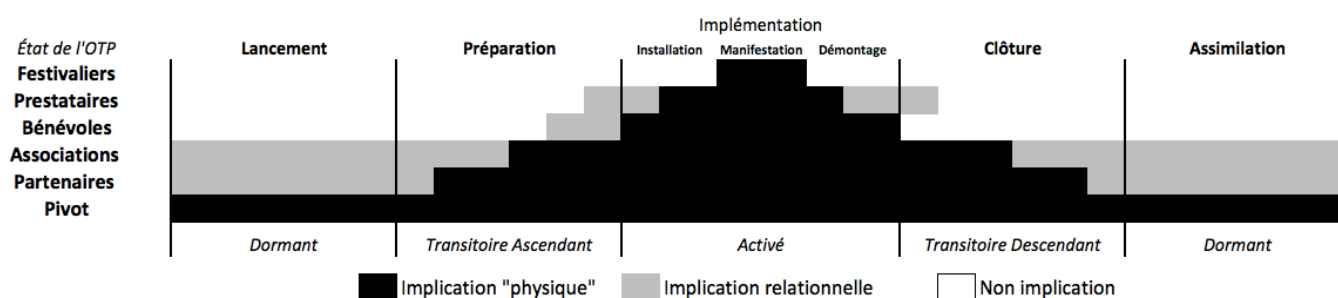 Implémentation
État de l'OTP Lancement Préparation Installation Manifestation Démontage Clôture Assimilation
Festivaliers
Prestataires
Bénévoles
Associations
Partenaires
Pivot
Dormant Transitoire Ascendant Activé Transitoire Descendant Dormant
Implication "physique" Implication relationnelle Non implication